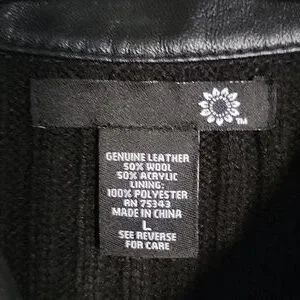 TM
GENUINE LEATHER
50% WOOL
50% ACRYLIC
LINING:
100% POLYESTER
RN 75343
MADE IN CHINA
L
SEE REVERSE
FOR CARE